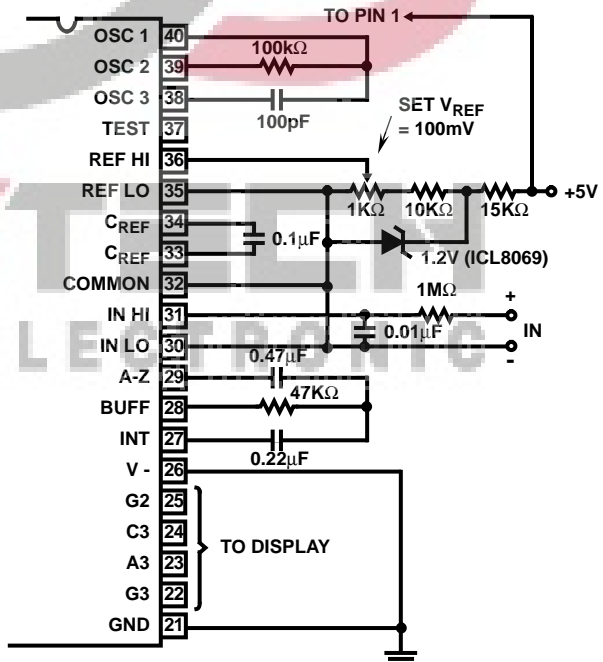 TO PIN 1
OSC 1 40
100kΩ
OSC 2 39
OSC 3 38
100pF
TEST 37
SET VREF
= 100mV
REF HI 36
REF LO 35
+5V
1KΩ 10KΩ 15KΩ
CREF 34
0.1μF
CREF 33
1.2V (ICL8069)
COMMON 32
1MΩ
IN HI 31
+
0.01μF
IN
IN LO 30
-
TEN
LECTRONIC
0.47μF
A-Z 29
47KΩ
BUFF 28
INT 27
0.22μF
V - 26
G2 25
C3 24
TO DISPLAY
A3 23
G3 22
GND 21